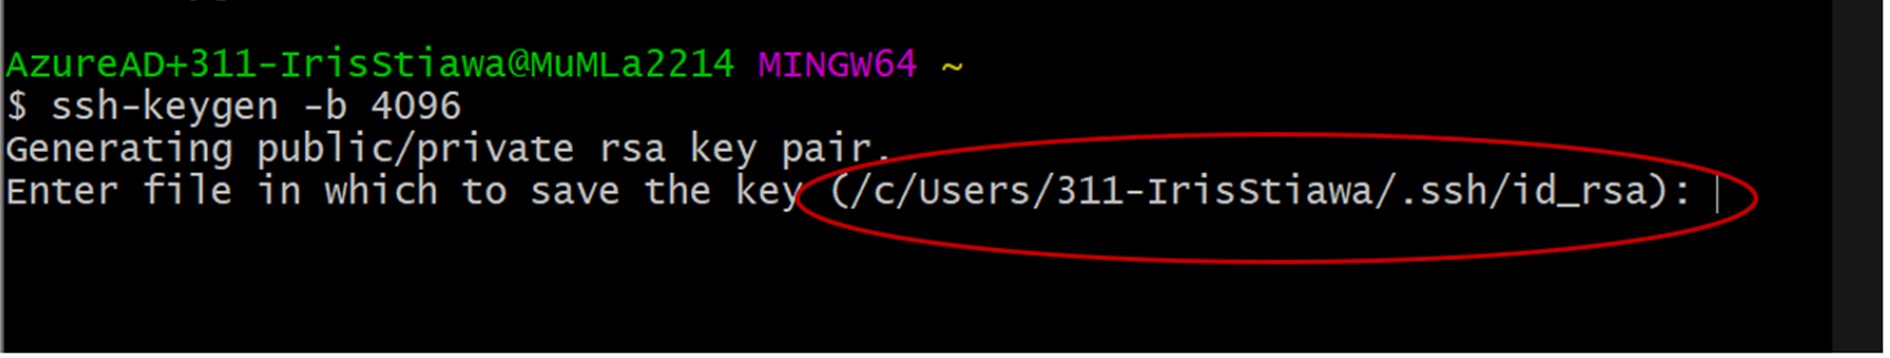 AzureAD+311-IrisStiawa@MuMLa2214 MINGW64 ~
$ ssh-keygen -b 4096
Generating public/private rsa key pair.
Enter file in which to save the key (/c/Users/311-IrisStiawa/.ssh/id_rsa):